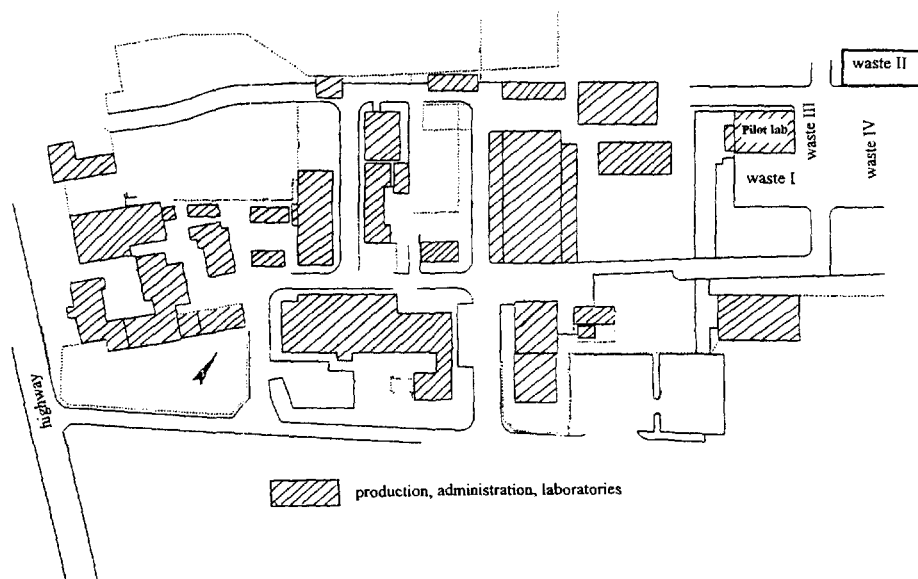 waste II
Pilot lab
waste III
waste IV
waste I
highway
production, administration, laboratories